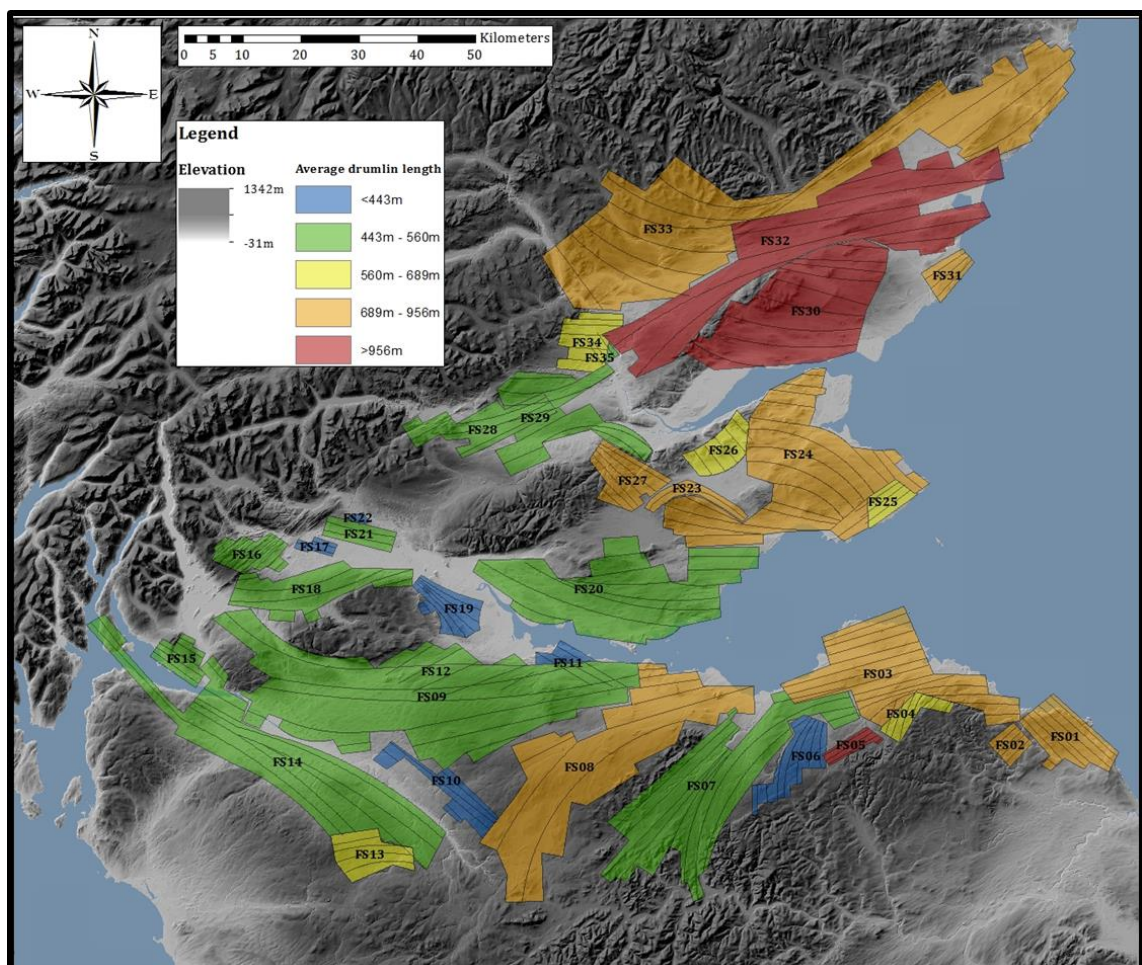 N
W
E
S
Kilometers
0 5 10 20 30 40 50
Legend
Elevation
1342m
-31m
Average drumlin length
<443m
443m - 560m
560m - 689m
689m - 956m
>956m
FS33
FS32
FS31
FS30
FS34
FS35
FS29
FS28
FS26
FS24
FS27
FS23
FS25
FS22
FS21
FS17
FS16
FS18
FS20
FS19
FS15
FS12
FS11
FS09
FS03
FS04
FS01
FS02
FS05
FS06
FS14
FS08
FS10
FS07
FS13